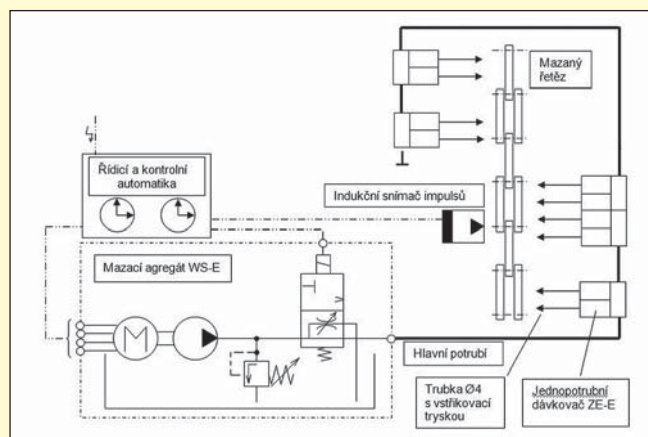 Mazaný
řetěz
Řídicí a kontrolní
automatika
Indukční snímač impulsů
Mazací agregát WS-E
M
Hlavní potrubí
Trubka Ø4
s vstřikovací
tryskou
Jednopotrubní
dávkovač ZE-E